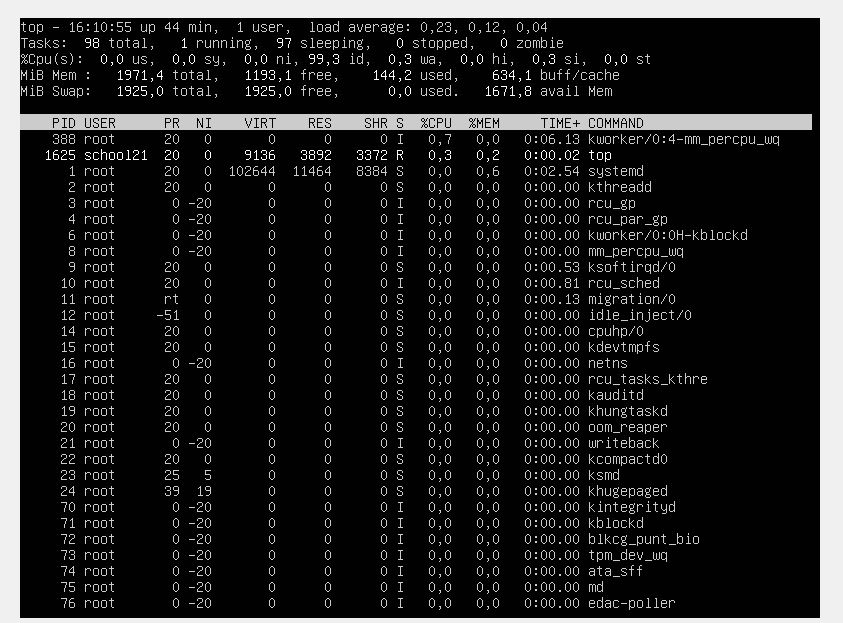 top - 16:10:55 up 44 min,  1 user,  load average: 0,23, 0,12, 0,04
Tasks:  98 total,   1 running,  97 sleeping,   0 stopped,   0 zombie
%Cpu(s):  0,0 us,  0,0 sy,  0,0 ni, 99,3 id,  0,3 wa,  0,0 hi,  0,3 si,  0,0 st
MiB Mem :   1971,4 total,   1193,1 free,    144,2 used,    634,1 buff/cache
MiB Swap:   1925,0 total,   1925,0 free,      0,0 used.   1671,8 avail Mem
PID USER      PR  NI    VIRT    RES    SHR S  %CPU  %MEM     TIME+ COMMAND
388 root      20   0       0      0      0 I   0,7   0,0   0:06.13 kworker/0:4-mm_percpu_wq
1625 school21  20   0    9136   3892   3372 R   0,3   0,2   0:00.02 top
1 root      20   0  102644  11464   8384 S   0,0   0,6   0:02.54 systemd
2 root      20   0       0      0      0 S   0,0   0,0   0:00.00 kthreadd
3 root       0 -20       0      0      0 I   0,0   0,0   0:00.00 rcu_gp
4 root       0 -20       0      0      0 I   0,0   0,0   0:00.00 rcu_par_gp
6 root       0 -20       0      0      0 I   0,0   0,0   0:00.00 kworker/0:0H-kblockd
8 root       0 -20       0      0      0 I   0,0   0,0   0:00.00 mm_percpu_wq
9 root      20   0       0      0      0 S   0,0   0,0   0:00.53 ksoftirqd/0
10 root      20   0       0      0      0 I   0,0   0,0   0:00.81 rcu_sched
11 root      rt   0       0      0      0 S   0,0   0,0   0:00.13 migration/0
12 root     -51   0       0      0      0 S   0,0   0,0   0:00.00 idle_inject/0
14 root      20   0       0      0      0 S   0,0   0,0   0:00.00 cpuhp/0
15 root      20   0       0      0      0 S   0,0   0,0   0:00.00 kdevtmpfs
16 root       0 -20       0      0      0 I   0,0   0,0   0:00.00 netns
17 root      20   0       0      0      0 S   0,0   0,0   0:00.00 rcu_tasks_kthre
18 root      20   0       0      0      0 S   0,0   0,0   0:00.00 kauditd
19 root      20   0       0      0      0 S   0,0   0,0   0:00.00 khungtaskd
20 root      20   0       0      0      0 S   0,0   0,0   0:00.00 oom_reaper
21 root       0 -20       0      0      0 I   0,0   0,0   0:00.00 writeback
22 root      20   0       0      0      0 S   0,0   0,0   0:00.00 kcompactd0
23 root      25   5       0      0      0 S   0,0   0,0   0:00.00 ksmd
24 root      39  19       0      0      0 S   0,0   0,0   0:00.00 khugepaged
70 root       0 -20       0      0      0 I   0,0   0,0   0:00.00 kintegrityd
71 root       0 -20       0      0      0 I   0,0   0,0   0:00.00 kblockd
72 root       0 -20       0      0      0 I   0,0   0,0   0:00.00 blkcg_punt_bio
73 root       0 -20       0      0      0 I   0,0   0,0   0:00.00 tpm_dev_wq
74 root       0 -20       0      0      0 I   0,0   0,0   0:00.00 ata_sff
75 root       0 -20       0      0      0 I   0,0   0,0   0:00.00 md
76 root       0 -20       0      0      0 I   0,0   0,0   0:00.00 edac-poller